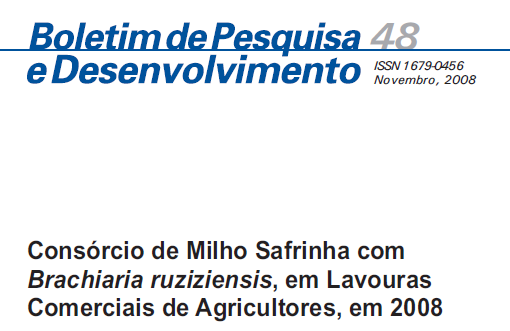 Boletim de Pesquisa 48
e Desenvolvimento
ISSN 1679-0456
Novembro, 2008
Consórcio de Milho Safrinha com
Brachiaria ruziziensis, em Lavouras
Comerciais de Agricultores, em 2008